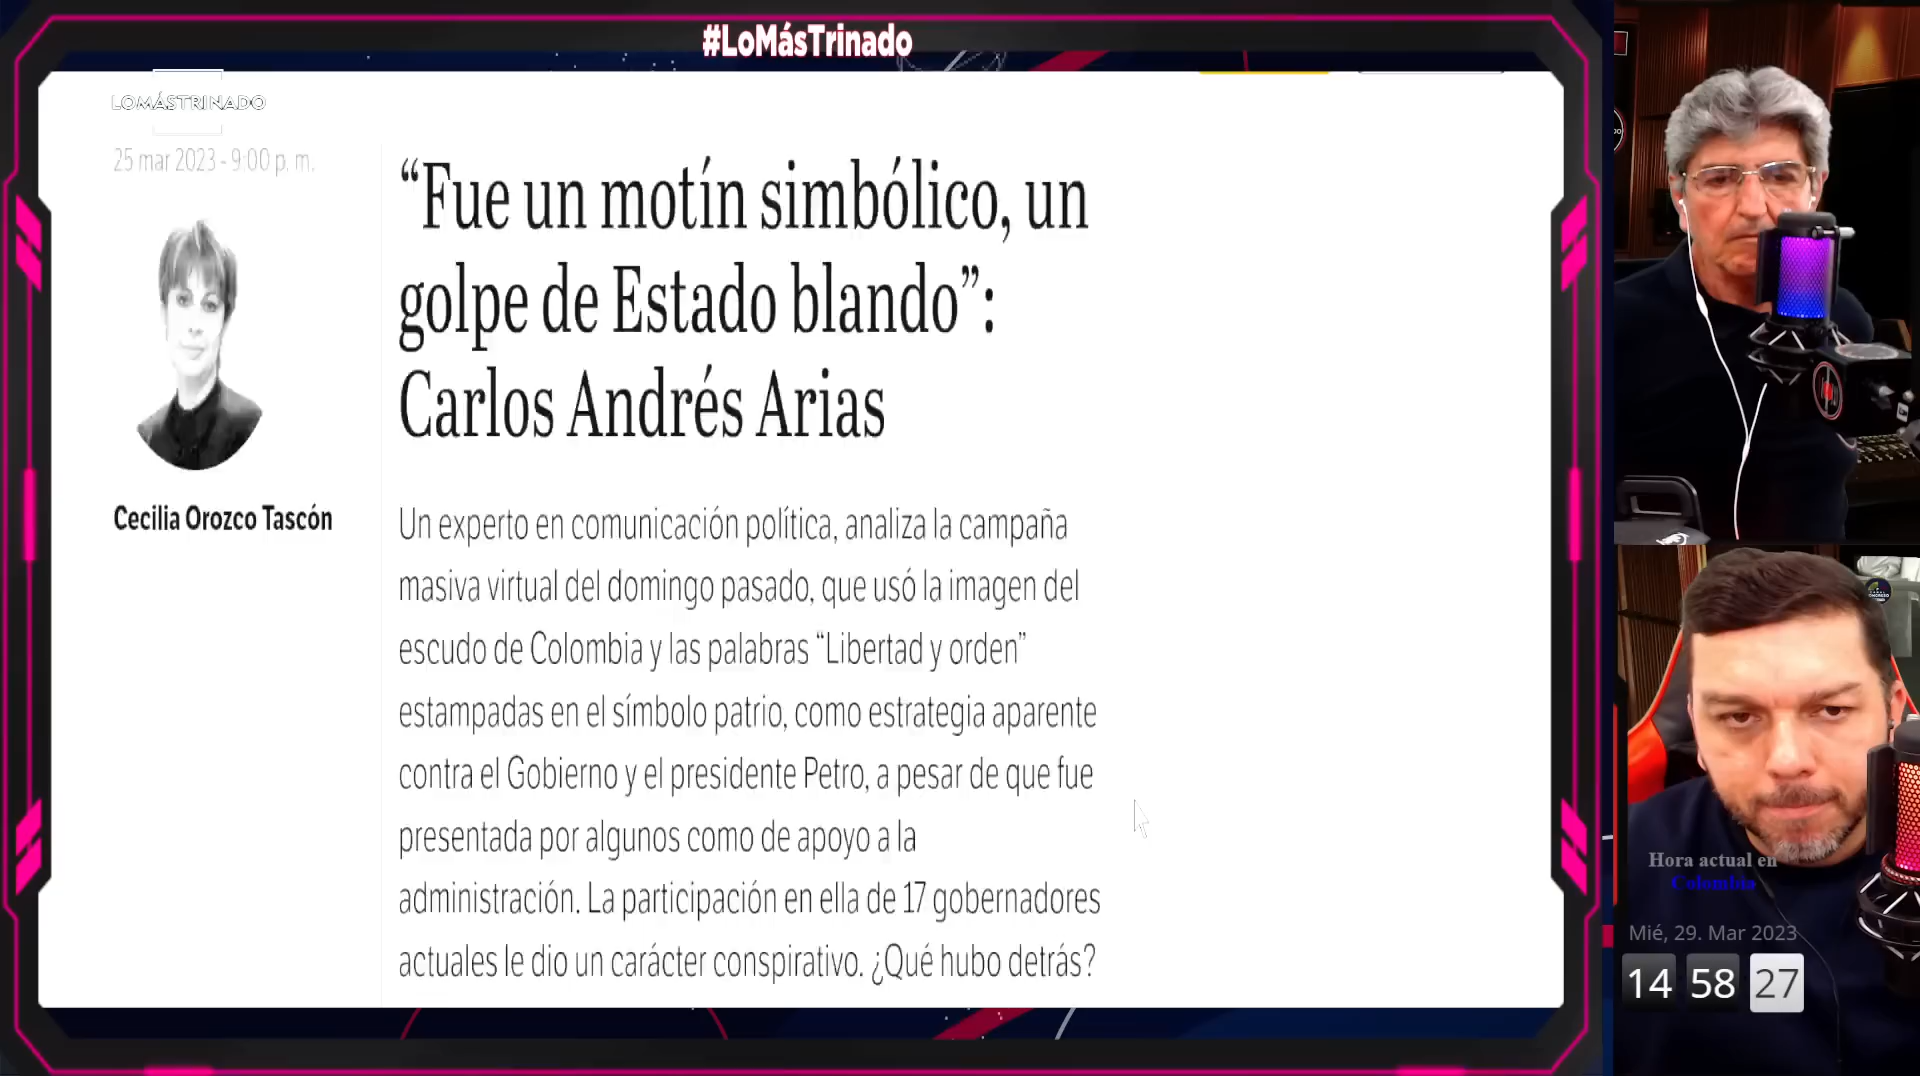 #LoMásTrinado
LOMÁSTRINADO
25 mar 2023 - 9:00 p. m.
Cecilia Orozco Tascón
“Fue un motín simbólico, un
golpe de Estado blando”:
Carlos Andrés Arias
Un experto en comunicación política, analiza la campaña
masiva virtual del domingo pasado, que usó la imagen del
escudo de Colombia y las palabras “Libertad y orden”
estampadas en el símbolo patrio, como estrategia aparente
contra el Gobierno y el presidente Petro, a pesar de que fue
presentada por algunos como de apoyo a la
administración. La participación en ella de 17 gobernadores
actuales le dio un carácter conspirativo. ¿Qué hubo detrás?
Hora actual en
Colombia
Mié, 29. Mar 2023
14 58 27